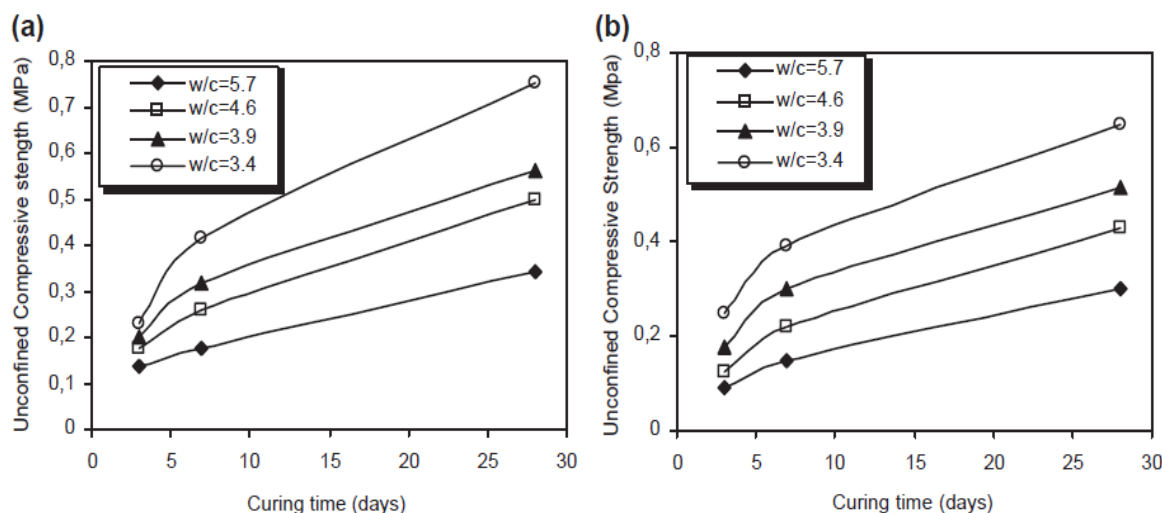 (a)
Unconfined Compressive stength (MPa)
0,8
0,7
0,6
0,5
0,4
0,3
0,2
0,1
0
w/c=5.7
w/c=4.6
w/c=3.9
w/c=3.4
0 5 10 15 20 25 30
Curing time (days)
(b)
Unconfined Compressive Strength (Mpa)
0,8
0,6
0,4
0,2
0
w/c=5.7
w/c=4.6
w/c=3.9
w/c=3.4
0 5 10 15 20 25 30
Curing time (days)